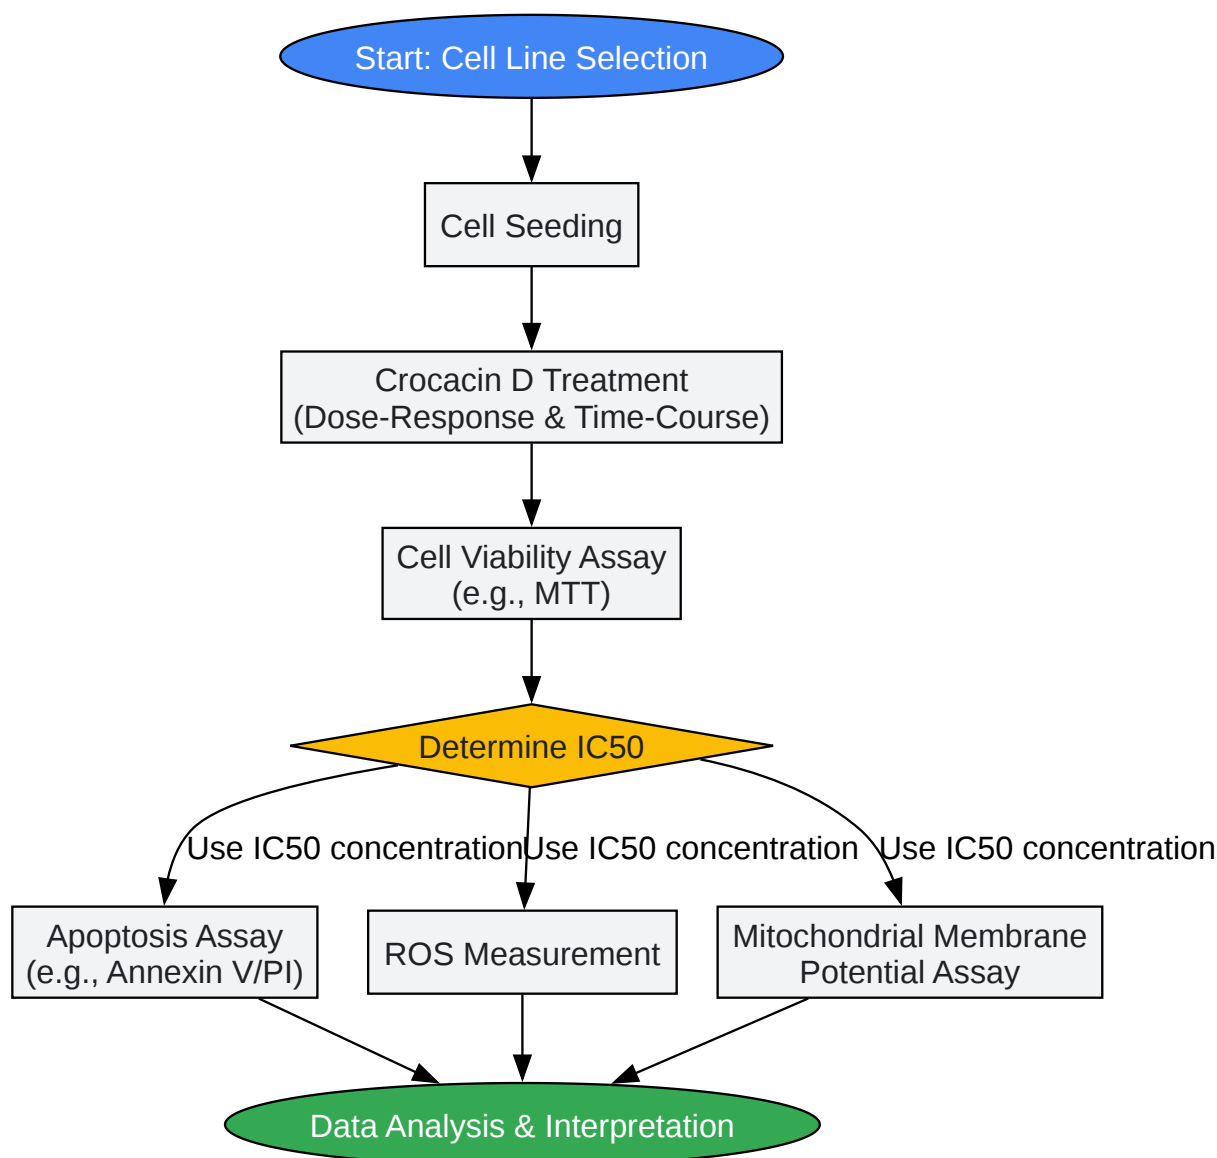 Start: Cell Line Selection
Cell Seeding
Crocacin D Treatment
(Dose-Response & Time-Course)
Cell Viability Assay
(e.g., MTT)
Determine IC50
Use IC50 concentration
Use IC50 concentration
Use IC50 concentration
Apoptosis Assay
(e.g., Annexin V/PI)
ROS Measurement
Mitochondrial Membrane
Potential Assay
Data Analysis & Interpretation